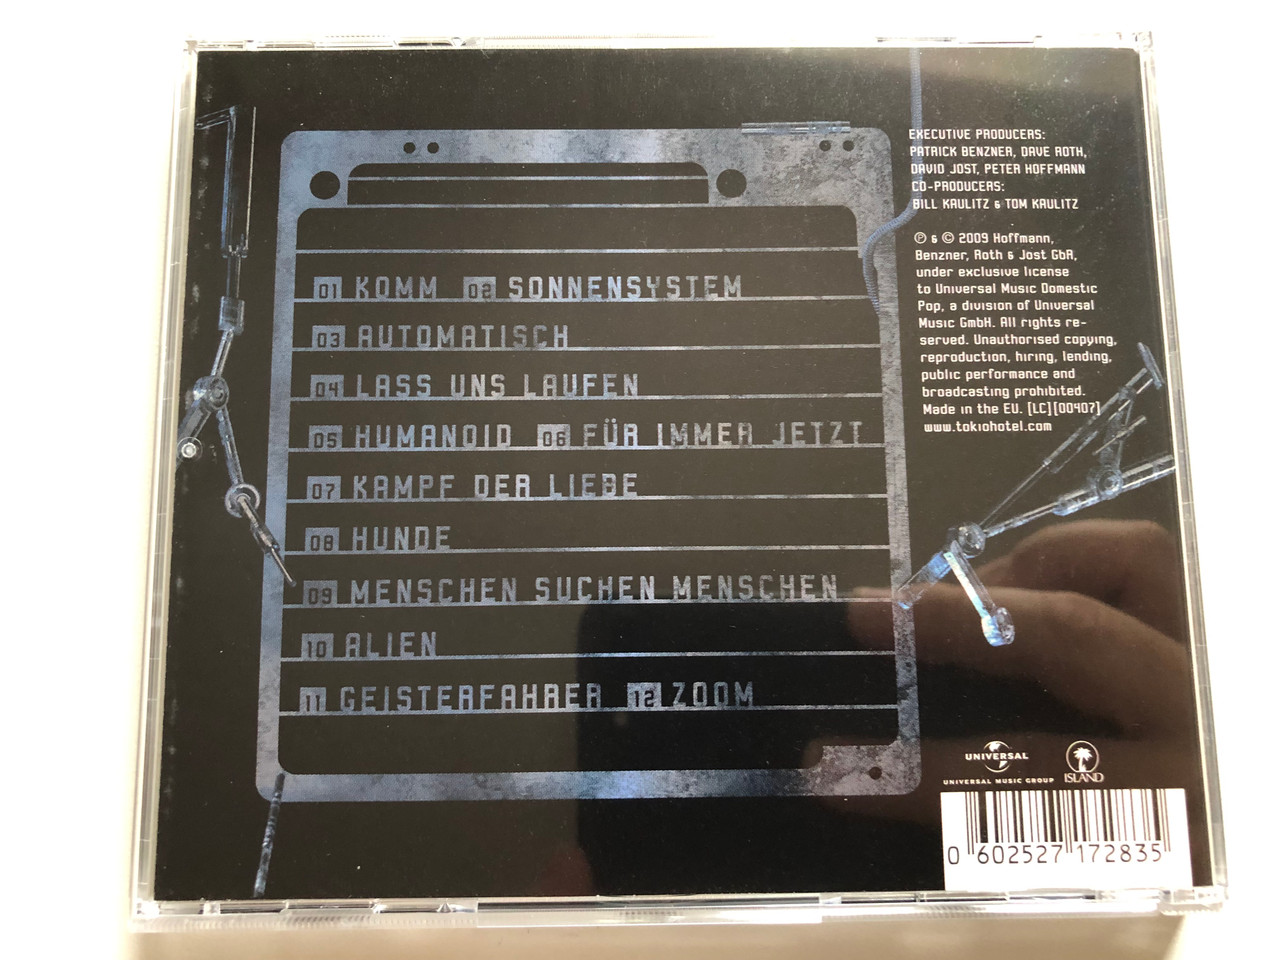 01 KOMM 02 SONNENSYSTEM
03 AUTOMATISCH
04 LASS UNS LAUFEN
05 HUMANOID 06 FÜR IMMER JETZT
07 KAMPF DER LIEBE
08 HUNDE
09 MENSCHEN SUCHEN MENSCHEN
10 ALIEN
11 GEISTERFAHRER 12 ZOOM
EXECUTIVE PRODUCERS:
PATRICK BENZNER, DAVE ROTH,
DAVID JOST, PETER HOFFMANN
CO-PRODUCERS:
BILL KAULITZ & TOM KAULITZ
℗ & © 2009 Hoffmann,
Benzner, Roth & Jost GbR,
under exclusive license
to Universal Music Domestic
Pop, a division of Universal
Music GmbH. All rights re-
served. Unauthorised copying,
reproduction, hiring, lending,
public performance and
broadcasting prohibited.
Made in the EU. [LC][00407]
www.tokiohotel.com
UNIVERSAL
UNIVERSAL MUSIC GROUP
ISLAND
0 602527 172835